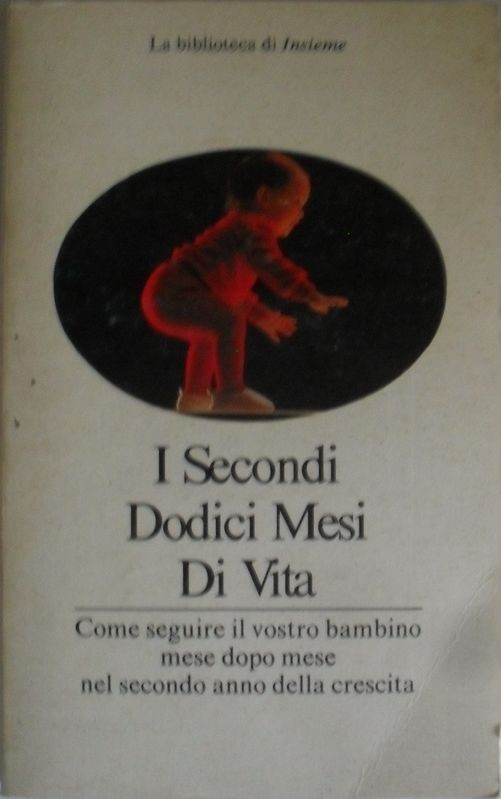 La biblioteca di Insieme
I Secondi
Dodici Mesi
Di Vita
Come seguire il vostro bambino
mese dopo mese
nel secondo anno della crescita